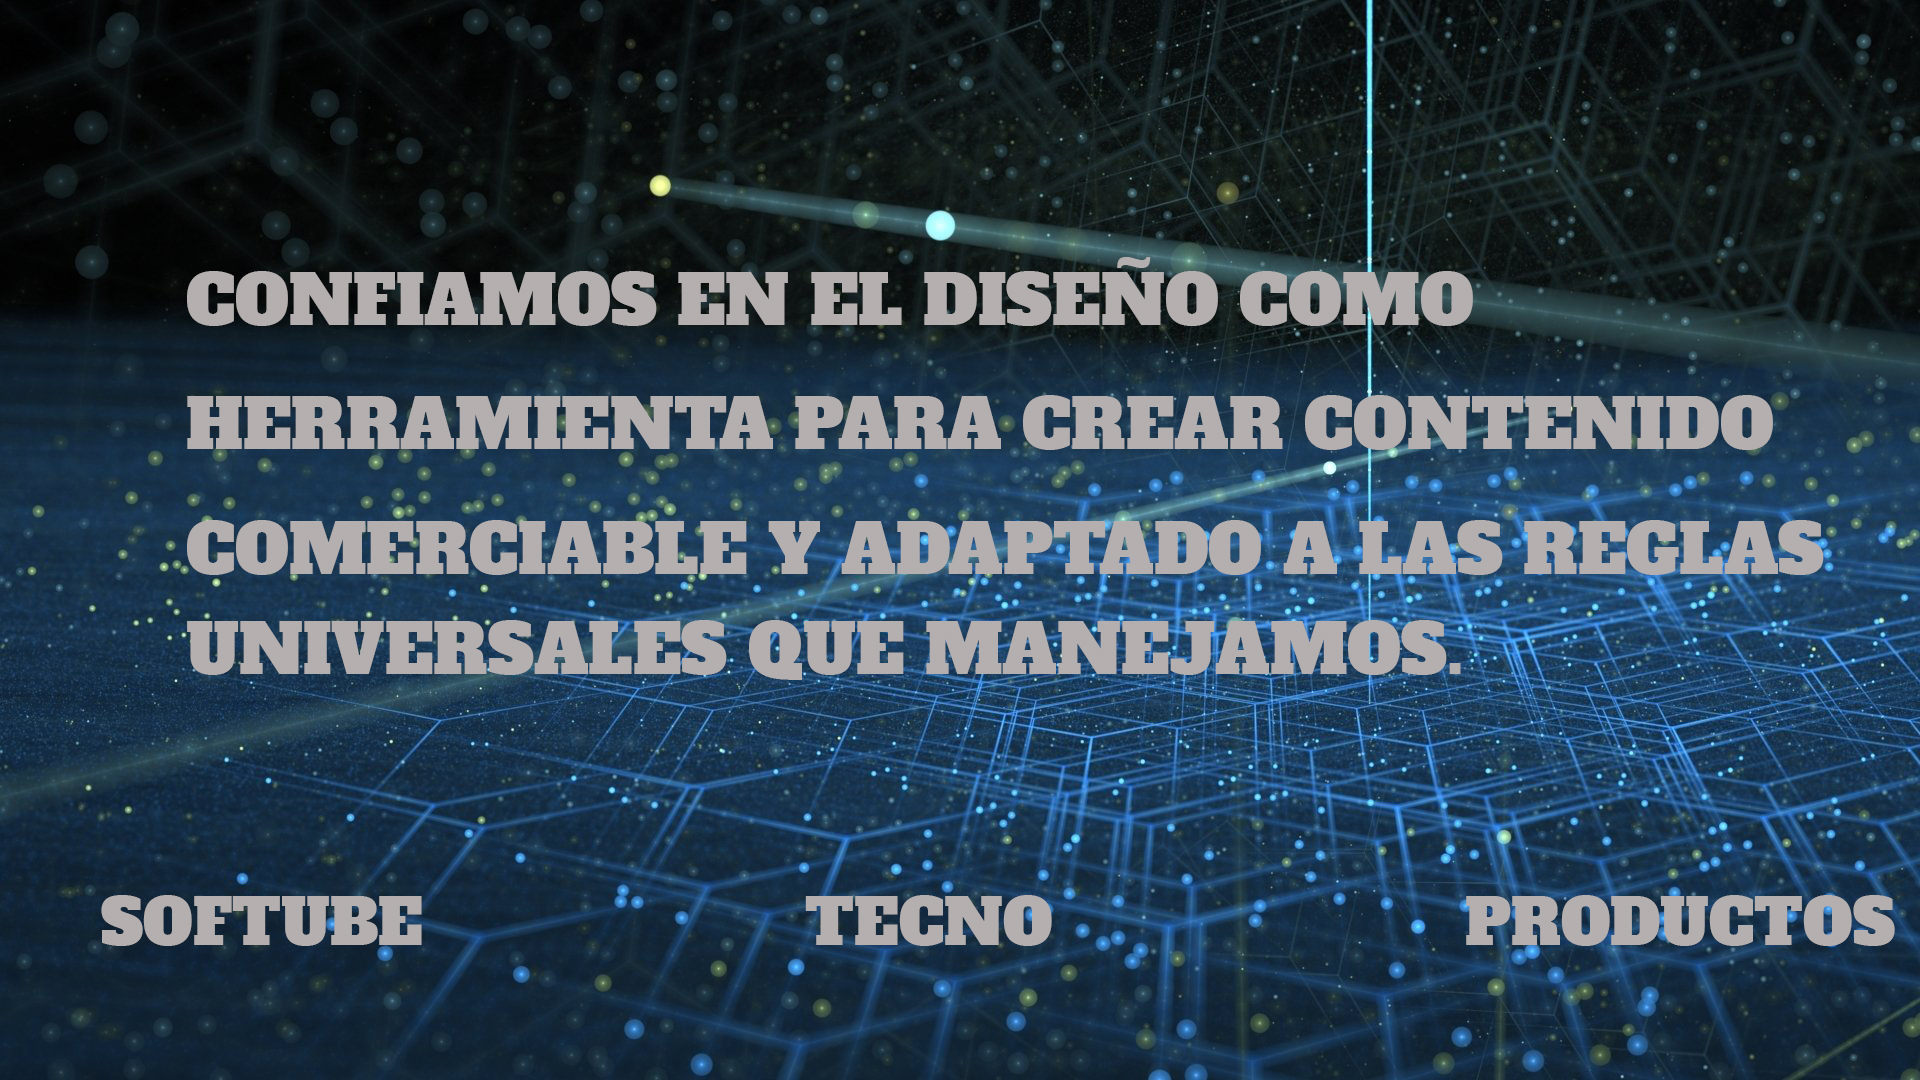 CONFIAMOS EN EL DISEÑO COMO
HERRAMIENTA PARA CREAR CONTENIDO
COMERCIABLE Y ADAPTADO A LAS REGLAS
UNIVERSALES QUE MANEJAMOS.
SOFTUBE TECNO PRODUCTOS